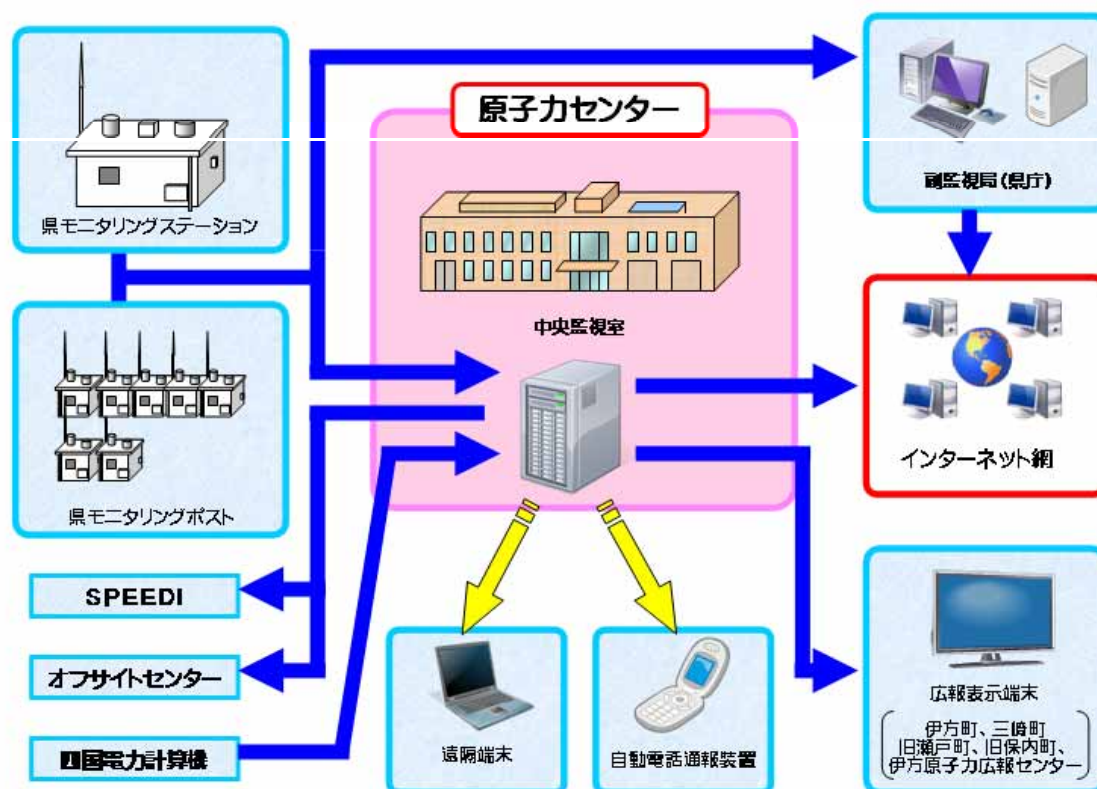 原子力センター
県モニタリングステーション
副監視局(県庁)
中央監視室
県モニタリングポスト
インターネット網
SPEEDI
オフサイトセンター
四国電力計算機
遠隔端末
自動電話通報装置
広報表示端末
伊方町、三崎町
旧瀬戸町、旧保内町、
伊方原子力広報センター